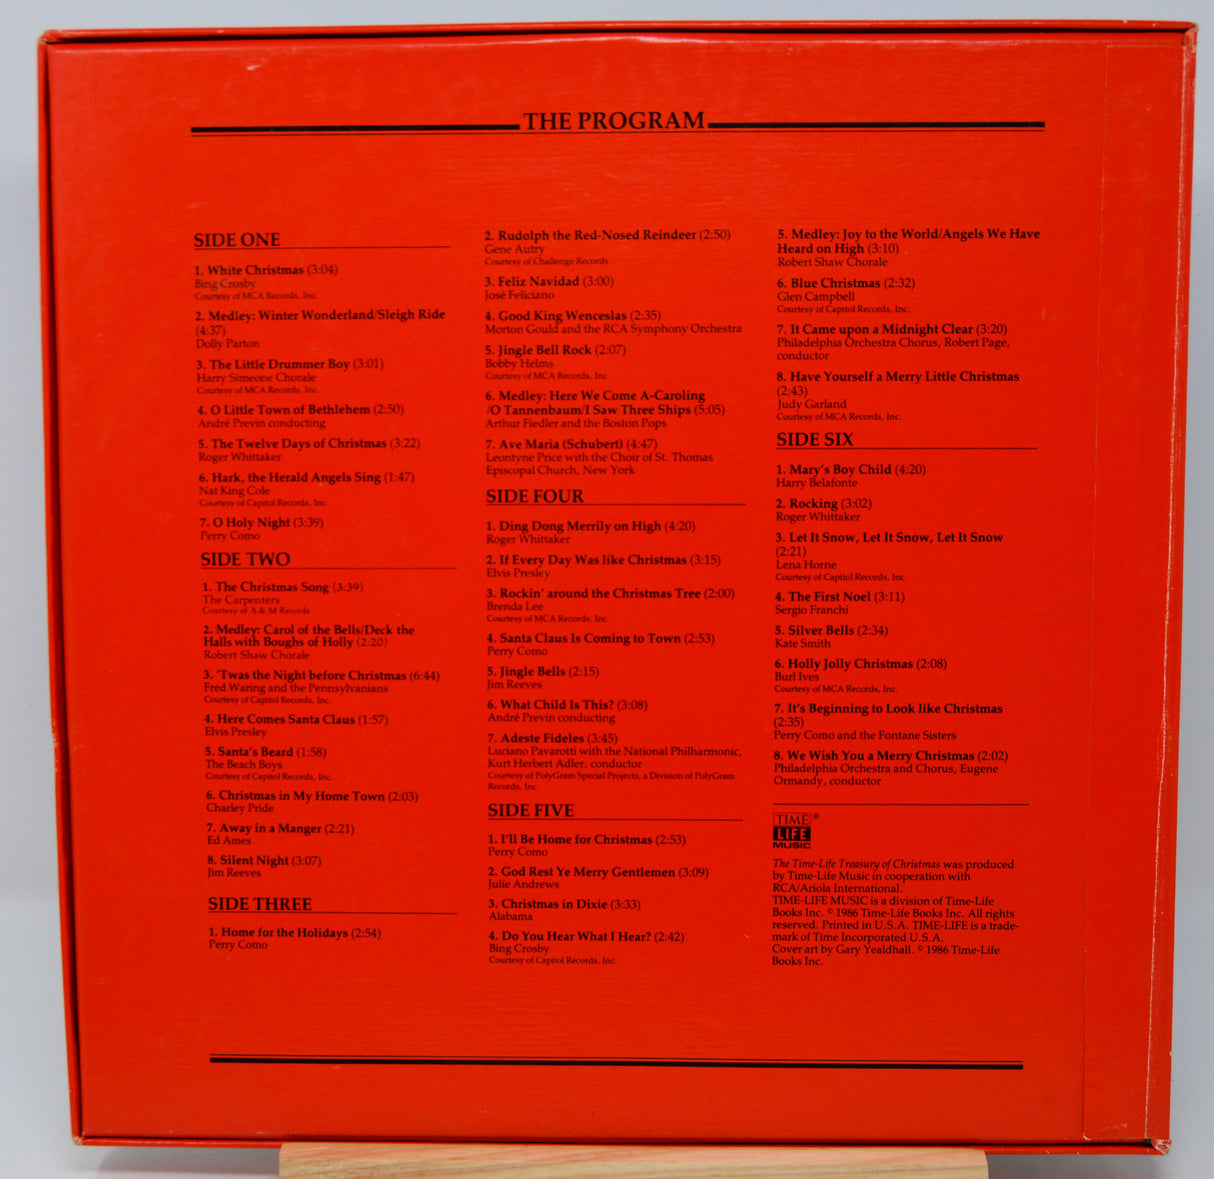 THE PROGRAM
SIDE ONE
1. White Christmas (3:04)
Bing Crosby
Courtesy of MCA Records, Inc.
2. Medley: Winter Wonderland/Sleigh Ride
(4:37)
Dolly Parton
3. The Little Drummer Boy (3:01)
Harry Simeone Chorale
Courtesy of MCA Records, Inc.
4. O Little Town of Bethlehem (2:50)
André Previn conducting
5. The Twelve Days of Christmas (3:22)
Roger Whittaker
6. Hark, the Herald Angels Sing (1:47)
Nat King Cole
Courtesy of Capitol Records, Inc.
7. O Holy Night (3:39)
Perry Como
SIDE TWO
1. The Christmas Song (3:39)
The Carpenters
Courtesy of A & M Records
2. Medley: Carol of the Bells/Deck the
Halls with Boughs of Holly (2:20)
Robert Shaw Chorale
3. 'Twas the Night before Christmas (6:44)
Fred Waring and the Pennsylvanians
Courtesy of Capitol Records, Inc.
4. Here Comes Santa Claus (1:57)
Elvis Presley
5. Santa's Beard (1:58)
The Beach Boys
Courtesy of Capitol Records, Inc.
6. Christmas in My Home Town (2:03)
Charley Pride
7. Away in a Manger (2:21)
Ed Ames
8. Silent Night (3:07)
Jim Reeves
SIDE THREE
1. Home for the Holidays (2:54)
Perry Como
2. Rudolph the Red-Nosed Reindeer (2:50)
Gene Autry
Courtesy of Challenge Records
3. Feliz Navidad (3:00)
José Feliciano
4. Good King Wenceslas (2:35)
Morton Gould and the RCA Symphony Orchestra
5. Jingle Bell Rock (2:07)
Bobby Helms
Courtesy of MCA Records, Inc.
6. Medley: Here We Come A-Caroling
/O Tannenbaum/I Saw Three Ships (5:05)
Arthur Fiedler and the Boston Pops
7. Ave Maria (Schubert) (4:47)
Leontyne Price with the Choir of St. Thomas
Episcopal Church, New York
SIDE FOUR
1. Ding Dong Merrily on High (4:20)
Roger Whittaker
2. If Every Day Was like Christmas (3:15)
Elvis Presley
3. Rockin' around the Christmas Tree (2:00)
Brenda Lee
Courtesy of MCA Records, Inc.
4. Santa Claus Is Coming to Town (2:53)
Perry Como
5. Jingle Bells (2:15)
Jim Reeves
6. What Child Is This? (3:08)
André Previn conducting
7. Adeste Fideles (3:45)
Luciano Pavarotti with the National Philharmonic,
Kurt Herbert Adler, conductor
Courtesy of PolyGram Special Projects, a Division of PolyGram
Records, Inc.
SIDE FIVE
1. I'll Be Home for Christmas (2:53)
Perry Como
2. God Rest Ye Merry Gentlemen (3:09)
Julie Andrews
3. Christmas in Dixie (3:33)
Alabama
4. Do You Hear What I Hear? (2:42)
Bing Crosby
Courtesy of Capitol Records, Inc.
5. Medley: Joy to the World/Angels We Have
Heard on High (3:10)
Robert Shaw Chorale
6. Blue Christmas (2:32)
Glen Campbell
Courtesy of Capitol Records, Inc.
7. It Came upon a Midnight Clear (3:20)
Philadelphia Orchestra Chorus, Robert Page,
conductor
8. Have Yourself a Merry Little Christmas
(2:43)
Judy Garland
Courtesy of MCA Records, Inc.
SIDE SIX
1. Mary's Boy Child (4:20)
Harry Belafonte
2. Rocking (3:02)
Roger Whittaker
3. Let It Snow, Let It Snow, Let It Snow
(2:21)
Lena Horne
Courtesy of Capitol Records, Inc.
4. The First Noel (3:11)
Sergio Franchi
5. Silver Bells (2:34)
Kate Smith
6. Holly Jolly Christmas (2:08)
Burl Ives
Courtesy of MCA Records, Inc.
7. It's Beginning to Look like Christmas
(2:35)
Perry Como and the Fontane Sisters
8. We Wish You a Merry Christmas (2:02)
Philadelphia Orchestra and Chorus, Eugene
Ormandy, conductor
TIME ®
LIFE
MUSIC
The Time-Life Treasury of Christmas was produced
by Time-Life Music in cooperation with
RCA/Ariola International.
TIME-LIFE MUSIC is a division of Time-Life
Books Inc. © 1986 Time-Life Books Inc. All rights
reserved. Printed in U.S.A. TIME-LIFE is a trade-
mark of Time Incorporated U.S.A.
Cover art by Gary Yealdhall. © 1986 Time-Life
Books Inc.